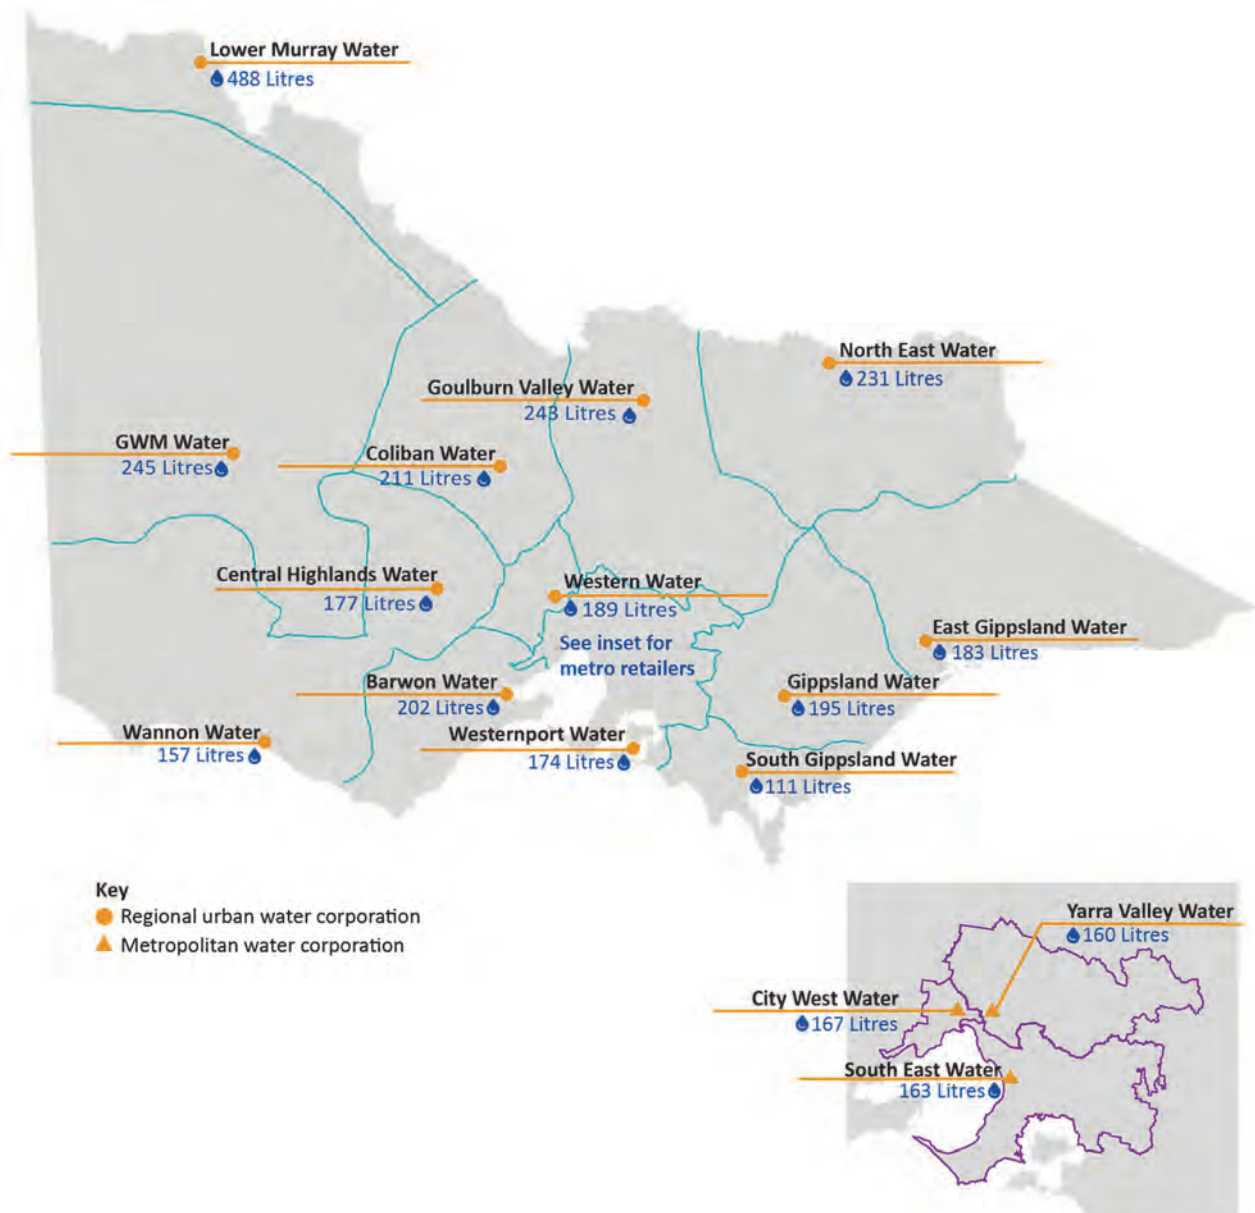 Lower Murray Water
488 Litres
North East Water
231 Litres
Goulburn Valley Water
243 Litres
GWM Water
245 Litres
Coliban Water
211 Litres
Central Highlands Water
177 Litres
Western Water
189 Litres
See inset for
metro retailers
East Gippsland Water
183 Litres
Barwon Water
202 Litres
Gippsland Water
195 Litres
Wannon Water
157 Litres
Westernport Water
174 Litres
South Gippsland Water
111 Litres
Key
Regional urban water corporation
Metropolitan water corporation
Yarra Valley Water
160 Litres
City West Water
167 Litres
South East Water
163 Litres